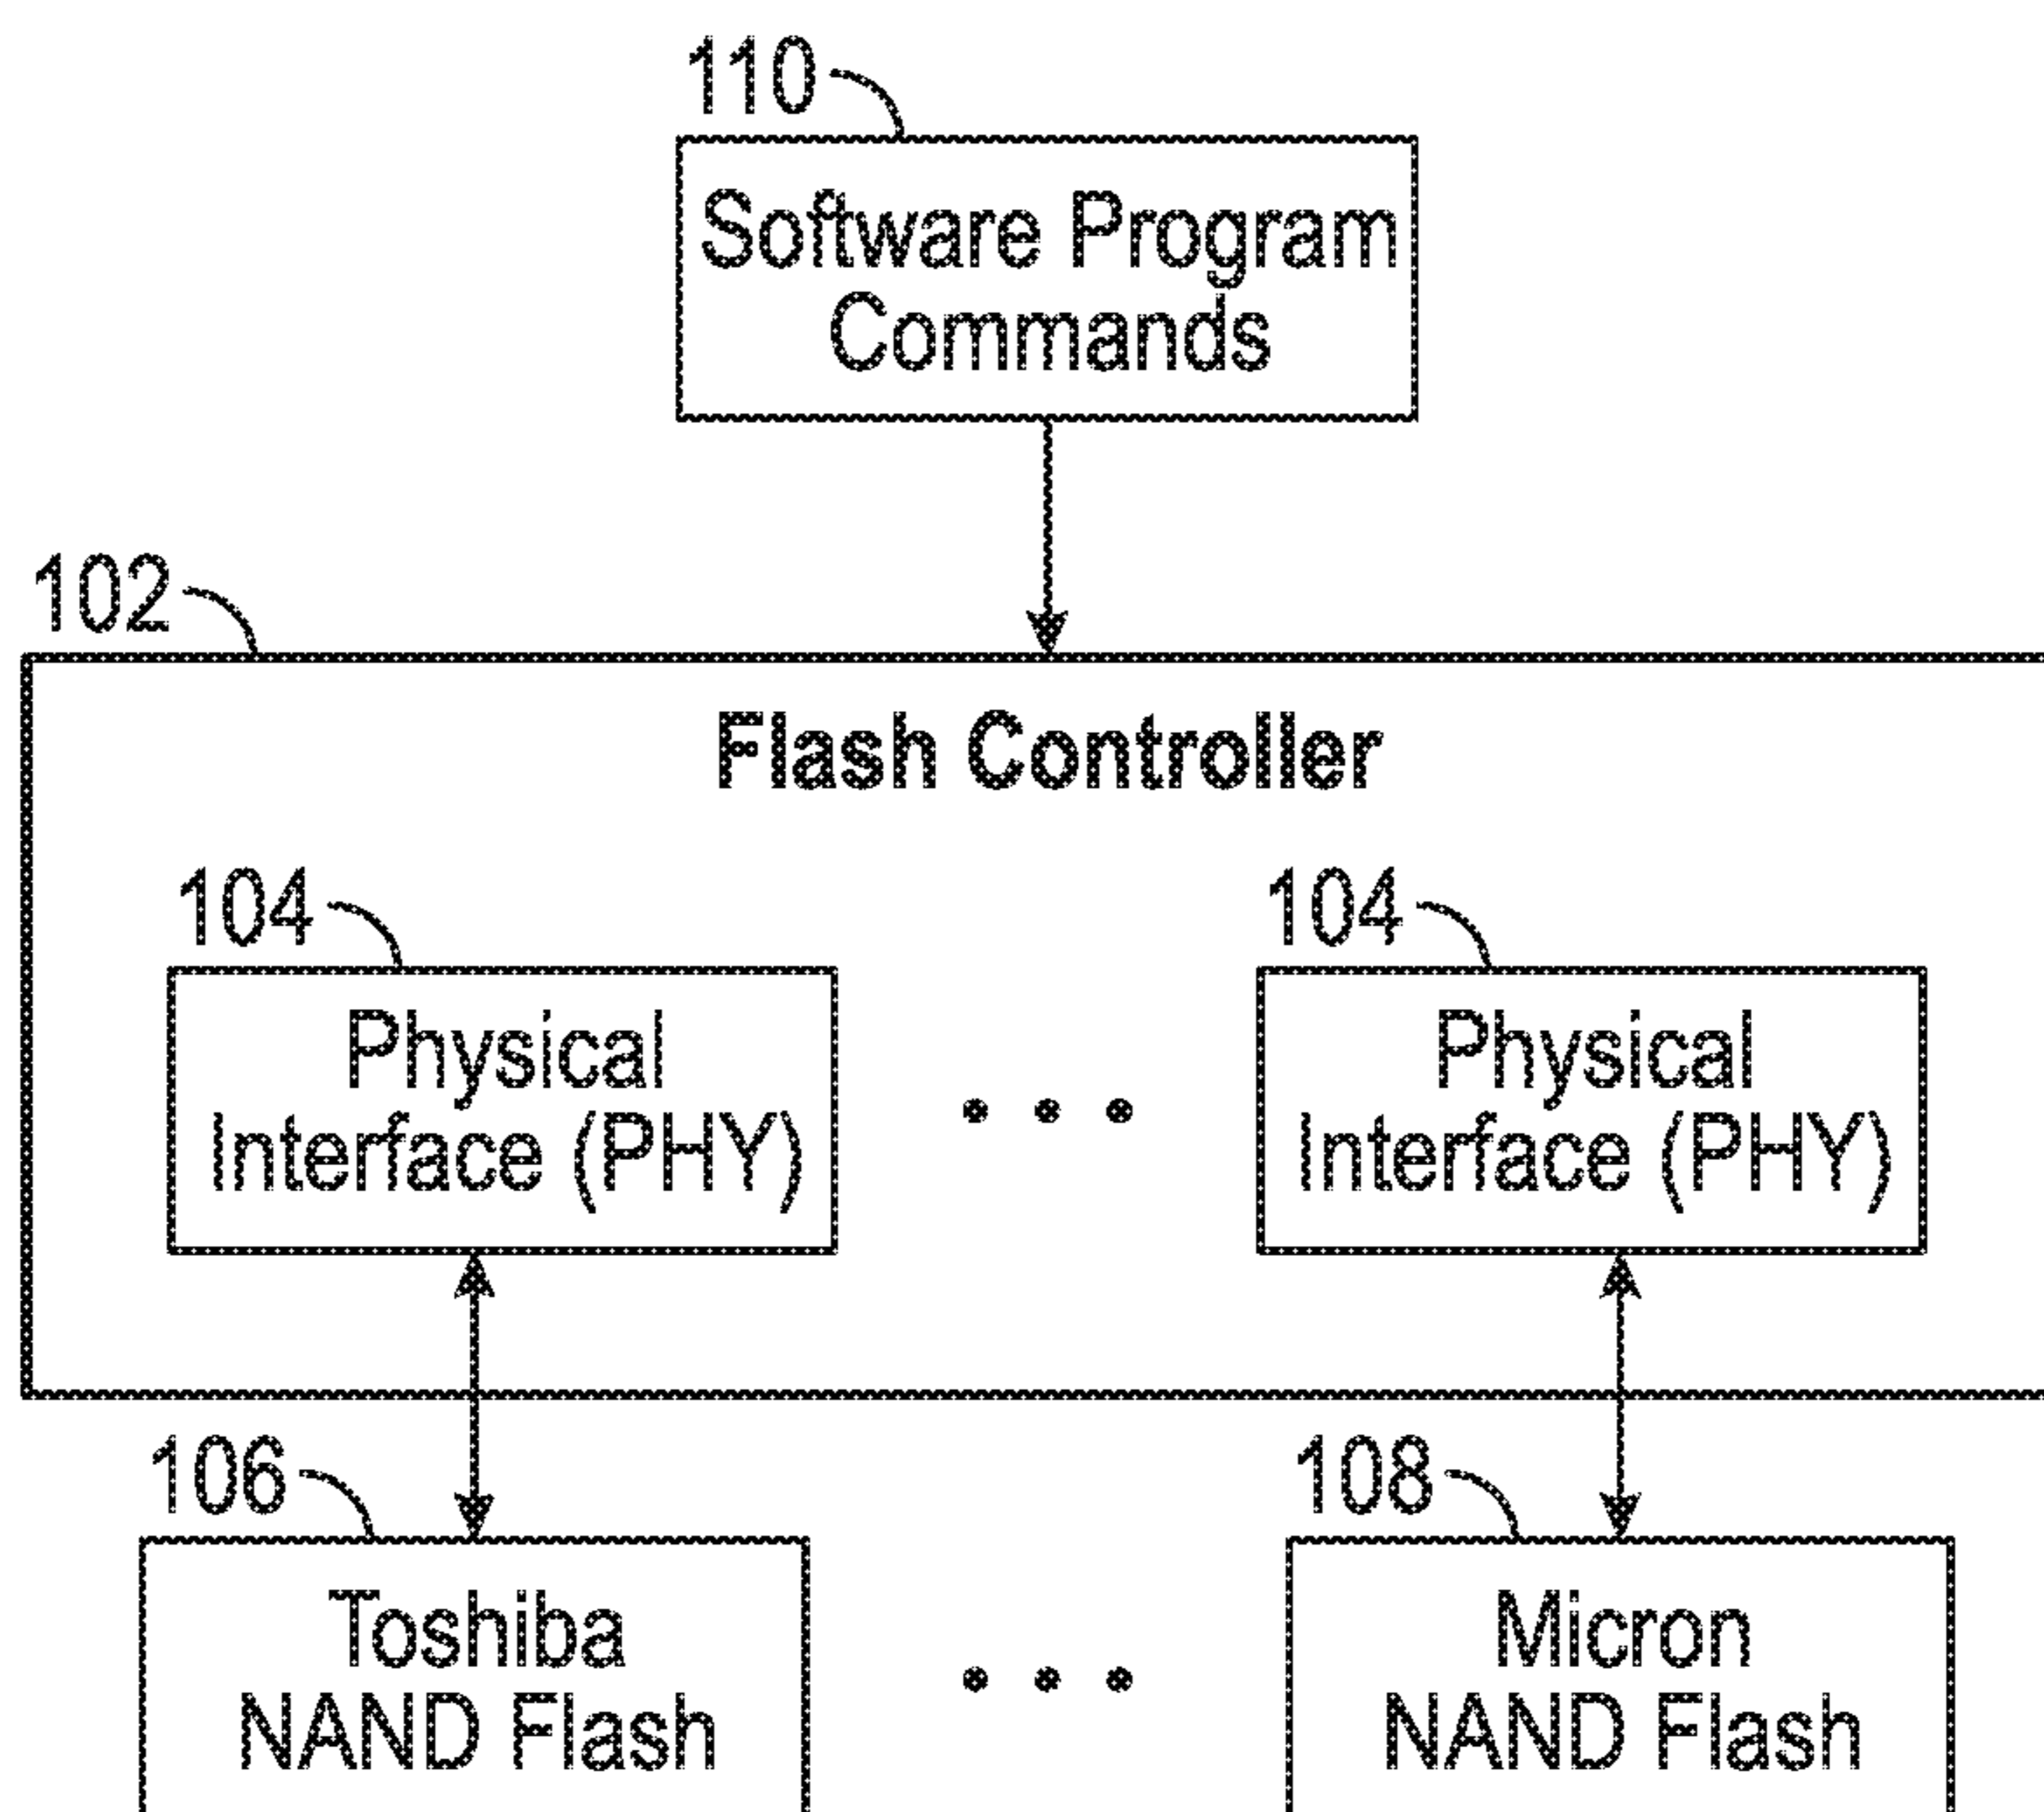 110
Software Program
Commands
102
Flash Controller
104
104
Physical
Interface (PHY)
Physical
Interface (PHY)
106
108
Toshiba
NAND Flash
Micron
NAND Flash